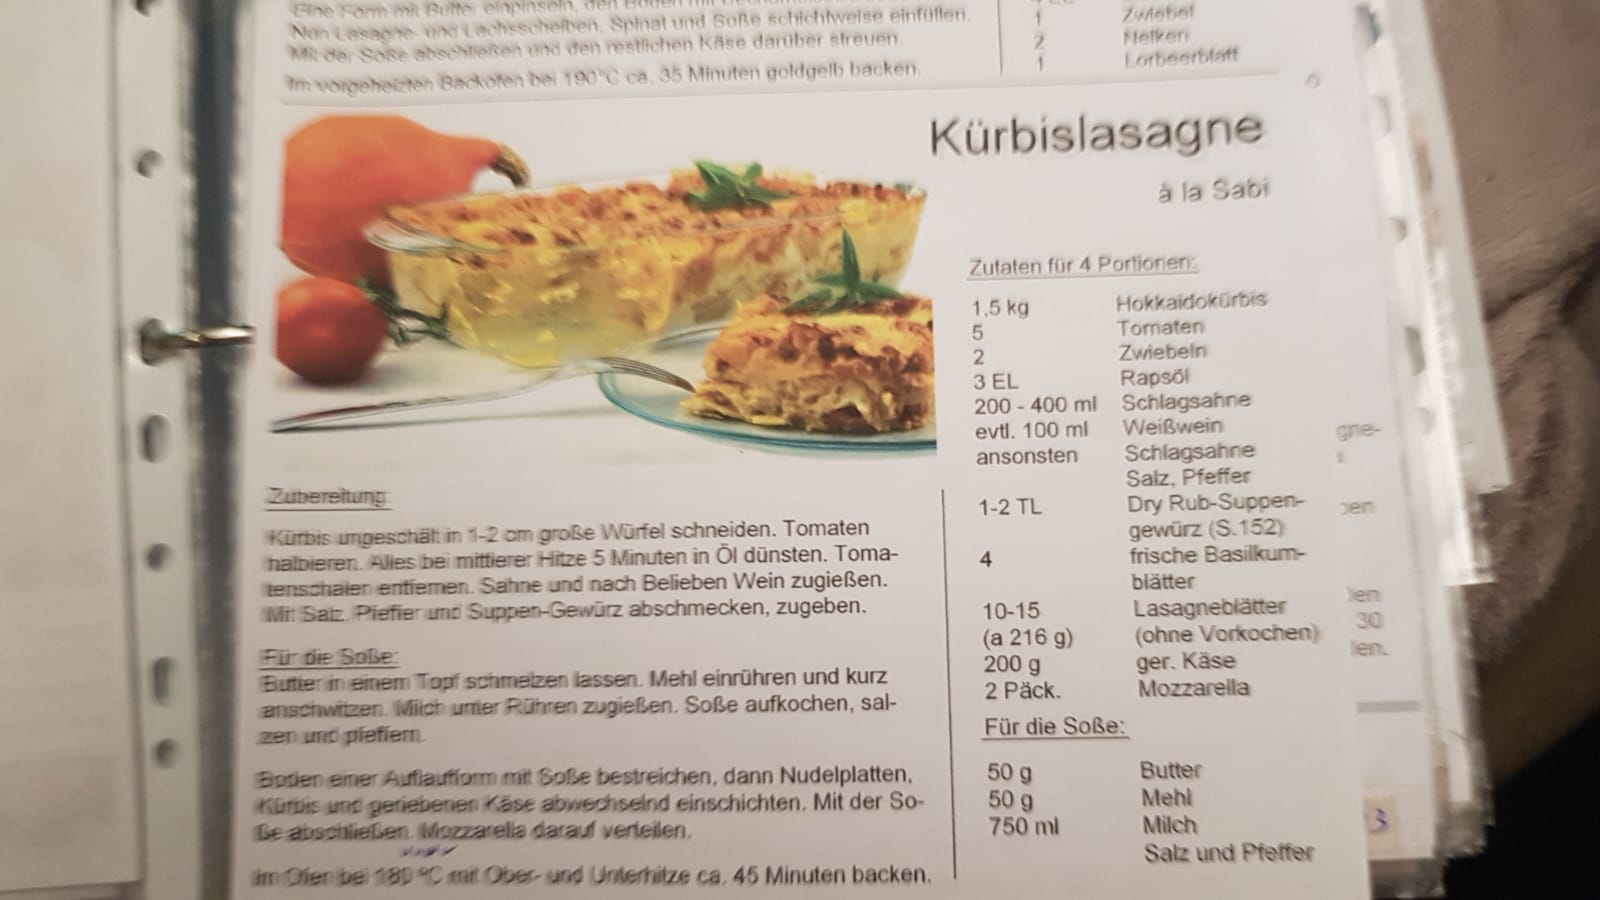 Eine Form mit Butter einpinseln, den Boden mit
Nun Lasagne- und Lachsscheiben, Spinat und Soße schichtweise einfüllen.
Mit der Soße abschließen und den restlichen Käse darüber streuen.
Im vorgeheizten Backofen bei 190°C ca. 35 Minuten goldgelb backen.
1 Zwiebel
2 Nelken
1 Lorbeerblatt
Kürbislasagne
à la Sabi
Zutaten für 4 Portionen:
1,5 kg Hokkaidokürbis
5 Tomaten
2 Zwiebeln
3 EL Rapsöl
200 - 400 ml Schlagsahne
evtl. 100 ml Weißwein
ansonsten Schlagsahne
Salz, Pfeffer
1-2 TL Dry Rub-Suppen-
gewürz (S.152)
4 frische Basilkum-
blätter
10-15 Lasagneblätter
(a 216 g) (ohne Vorkochen)
200 g ger. Käse
2 Päck. Mozzarella
Für die Soße:
50 g Butter
50 g Mehl
750 ml Milch
Salz und Pfeffer
Zubereitung:
Kürbis ungeschält in 1-2 cm große Würfel schneiden. Tomaten
halbieren. Alles bei mittlerer Hitze 5 Minuten in Öl dünsten. Toma-
tenschalen entfernen. Sahne und nach Belieben Wein zugießen.
Mit Salz, Pfeffer und Suppen-Gewürz abschmecken, zugeben.
Für die Soße:
Butter in einem Topf schmelzen lassen. Mehl einrühren und kurz
anschwitzen. Milch unter Rühren zugießen. Soße aufkochen, sal-
zen und pfeffern.
Boden einer Auflaufform mit Soße bestreichen, dann Nudelplatten,
Kürbis und geriebenen Käse abwechselnd einschichten. Mit der So-
ße abschließen. Mozzarella darauf verteilen.
Im Ofen bei 180 °C mit Ober- und Unterhitze ca. 45 Minuten backen.
gne-
len
30
len.
3